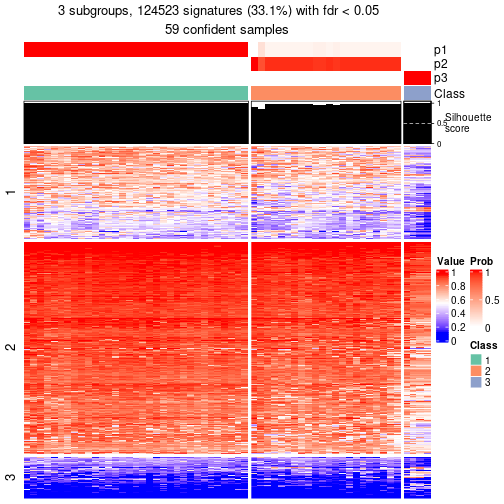 3 subgroups, 124523 signatures (33.1%) with fdr < 0.05
59 confident samples
p1
p2
p3
Class
1
0.5
0
Silhouette
score
1
2
3
Value
1
0.8
0.6
0.4
0.2
0
Prob
1
0.5
0
Class
1
2
3